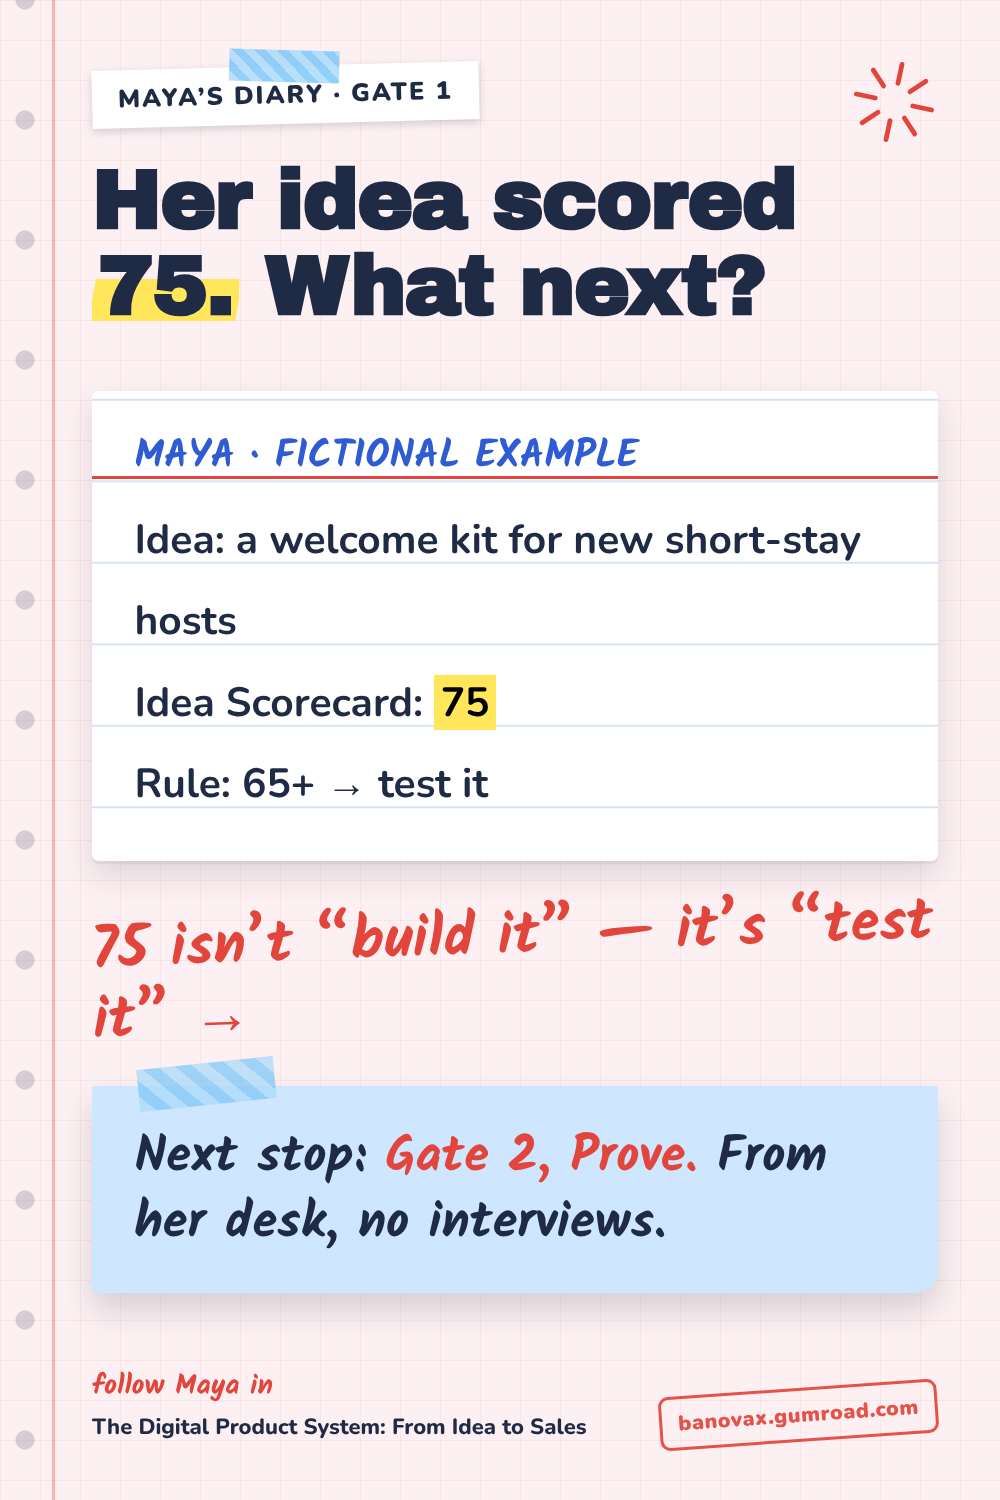 MAYA’S DIARY · GATE 1
Her idea scored
75. What next?
MAYA · FICTIONAL EXAMPLE
Idea: a welcome kit for new short-stay
hosts
Idea Scorecard: 75
Rule: 65+ → test it
75 isn’t “build it” — it’s “test
it” →
Next stop: Gate 2, Prove. From
her desk, no interviews.
follow Maya in
The Digital Product System: From Idea to Sales
banovax.gumroad.com